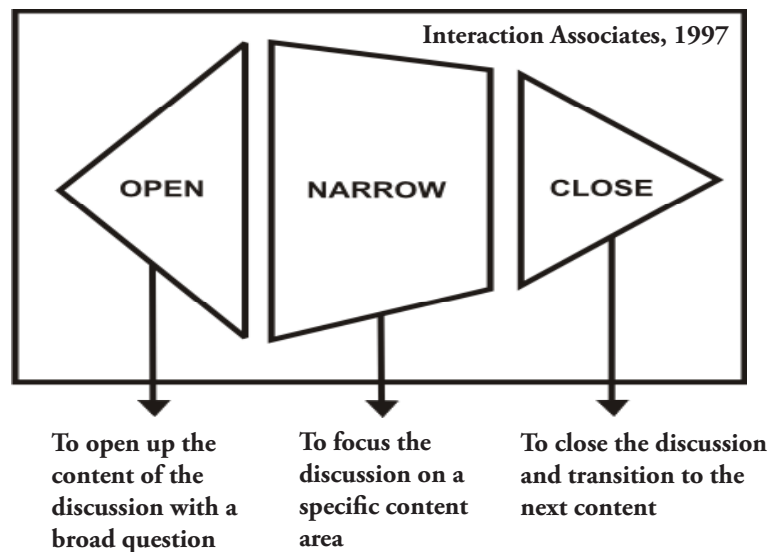 Interaction Associates, 1997
OPEN
NARROW
CLOSE
To open up the
content of the
discussion with a
broad question
To focus the
discussion on a
specific content
area
To close the discussion
and transition to the
next content